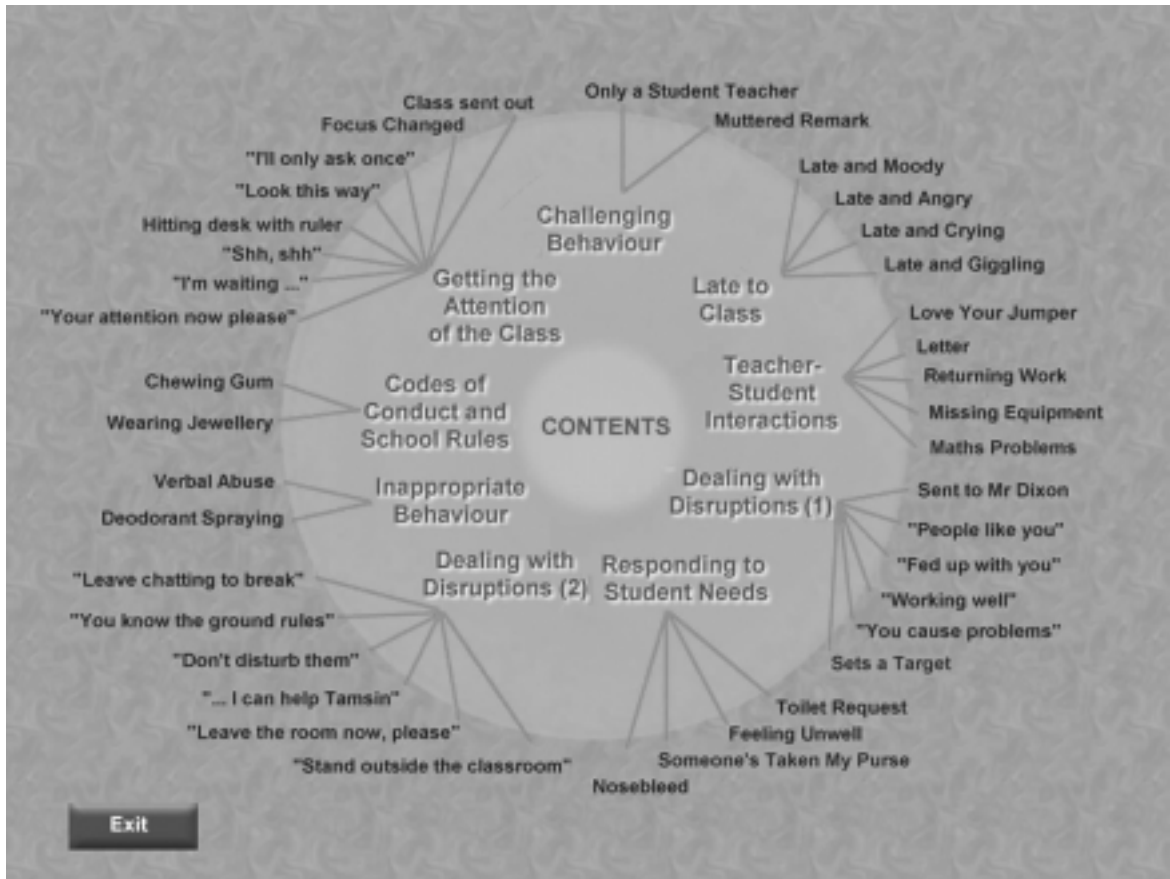 Only a Student Teacher
Muttered Remark
Challenging
Behaviour
Late and Moody
Late and Angry
Late and Crying
Late and Giggling
Late to
Class
Love Your Jumper
Letter
Returning Work
Missing Equipment
Maths Problems
Teacher-
Student
Interactions
Sent to Mr Dixon
"People like you"
"Fed up with you"
"Working well"
"You cause problems"
Sets a Target
Dealing with
Disruptions (1)
Toilet Request
Feeling Unwell
Someone's Taken My Purse
Nosebleed
Responding to
Student Needs
"Leave chatting to break"
"You know the ground rules"
"Don't disturb them"
"... I can help Tamsin"
"Leave the room now, please"
"Stand outside the classroom"
Dealing with
Disruptions (2)
Verbal Abuse
Deodorant Spraying
Inappropriate
Behaviour
Chewing Gum
Wearing Jewellery
Codes of
Conduct and
School Rules
Class sent out
Focus Changed
"I'll only ask once"
"Look this way"
Hitting desk with ruler
"Shh, shh"
"I'm waiting ..."
"Your attention now please"
Getting the
Attention
of the Class
CONTENTS
Exit